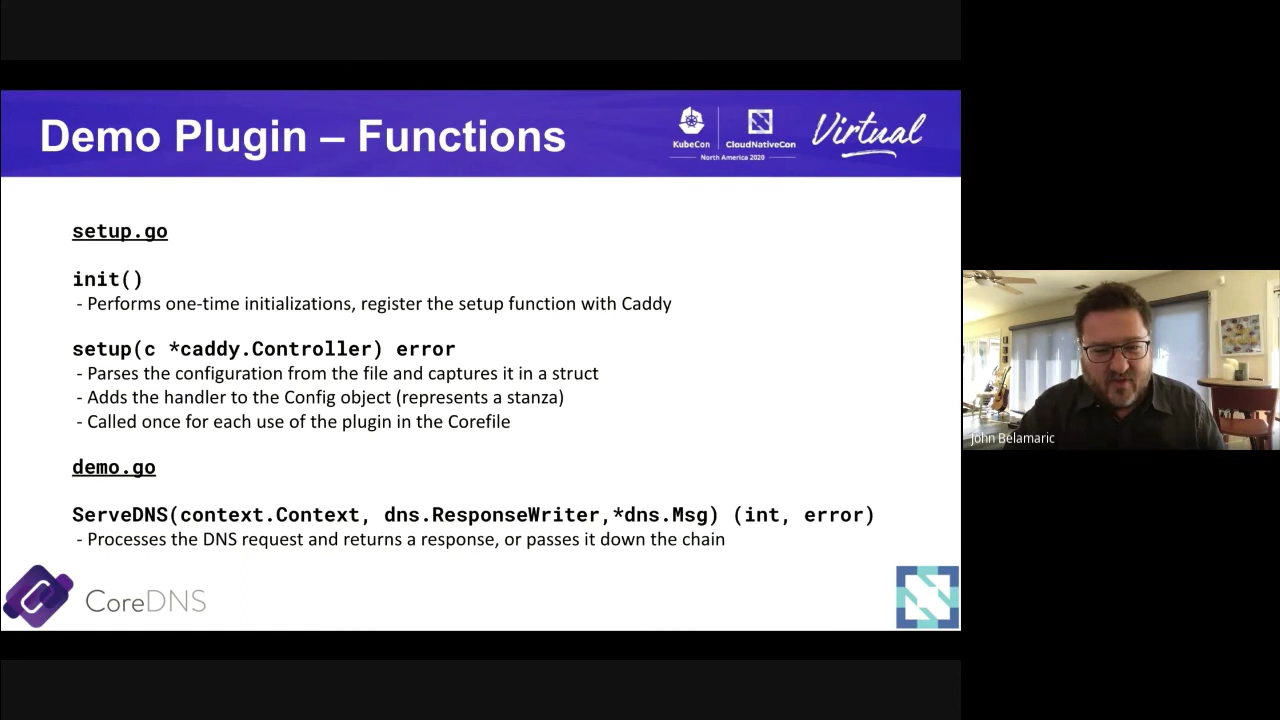 Demo Plugin – Functions
KubeCon
CloudNativeCon
North America 2020
Virtual
setup.go
init()
- Performs one-time initializations, register the setup function with Caddy
setup(c *caddy.Controller) error
- Parses the configuration from the file and captures it in a struct
- Adds the handler to the Config object (represents a stanza)
- Called once for each use of the plugin in the Corefile
demo.go
ServeDNS(context.Context, dns.ResponseWriter,*dns.Msg) (int, error)
- Processes the DNS request and returns a response, or passes it down the chain
CoreDNS
John Belamaric